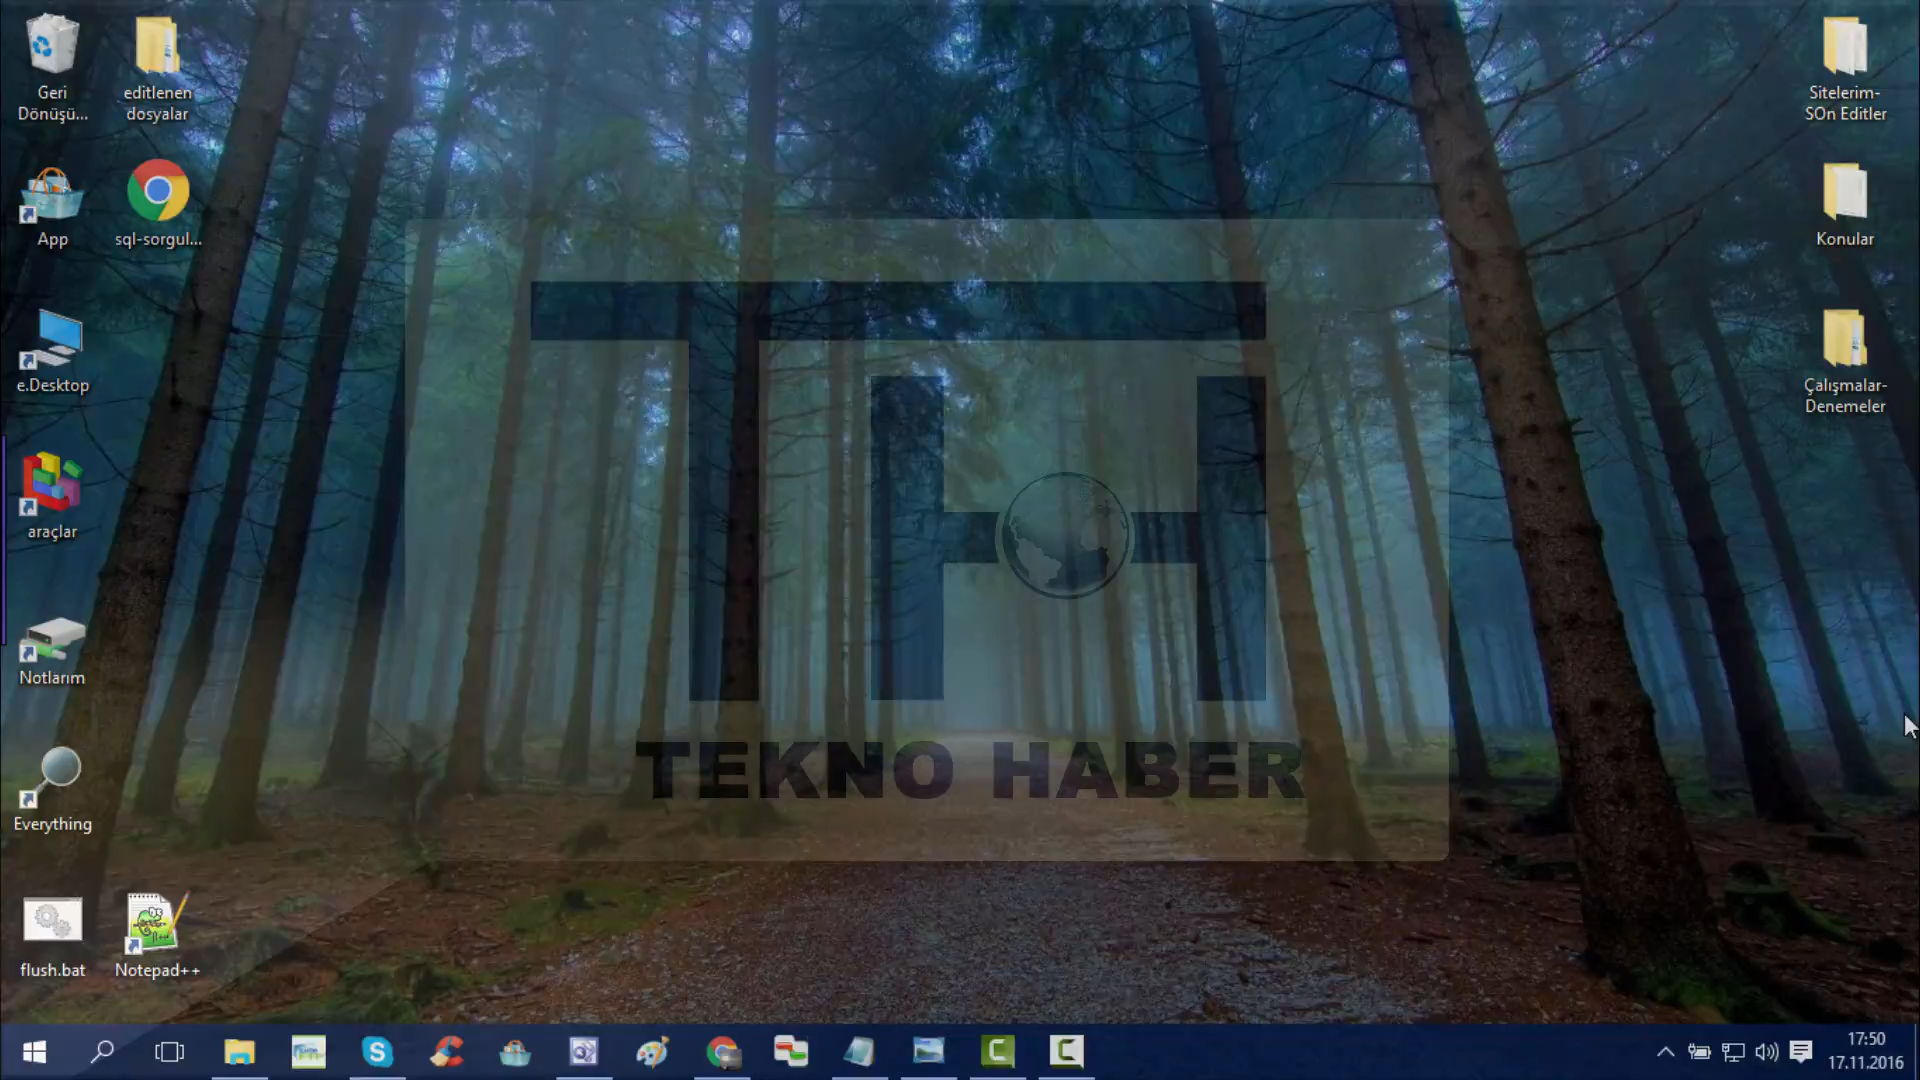 Geri
Dönüşü...
editlenen
dosyalar
Sitelerim-
SOn Editler
App
sql-sorgul...
Konular
e.Desktop
Çalışmalar-
Denemeler
araçlar
Notlarım
TH
TEKNO HABER
Everything
flush.bat
Notepad++
17:50
17.11.2016